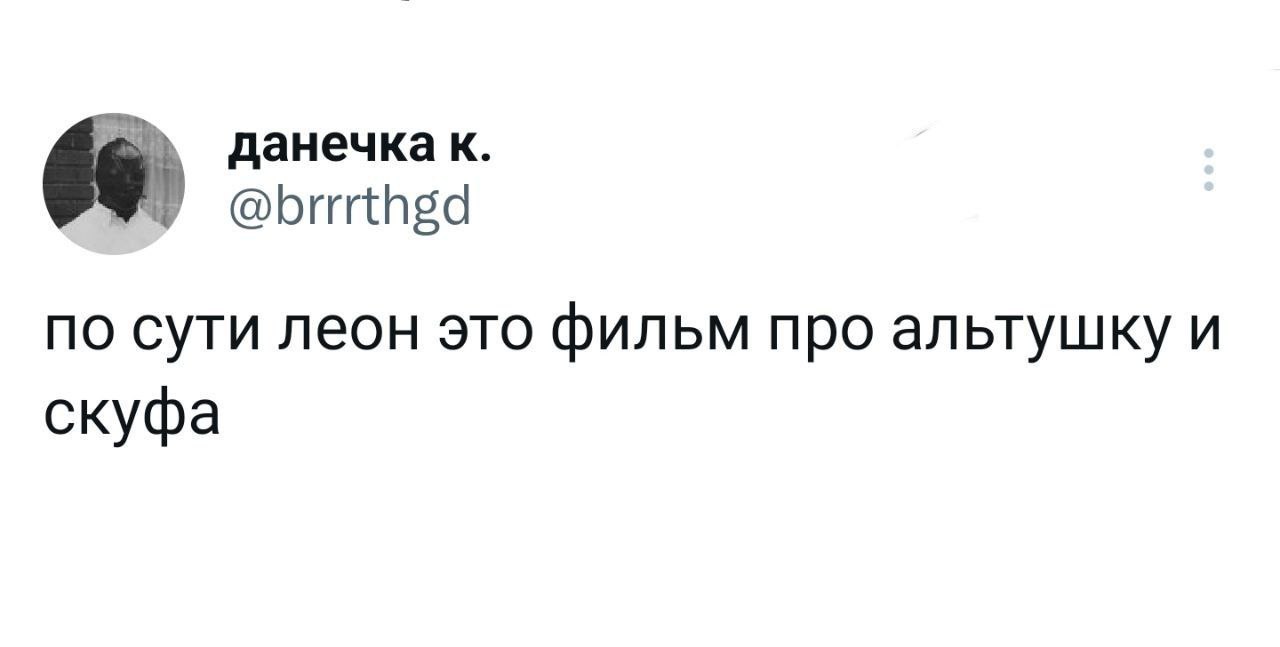 данечка к.
@brrrthgd
по сути леон это фильм про альтушку и
скуфа